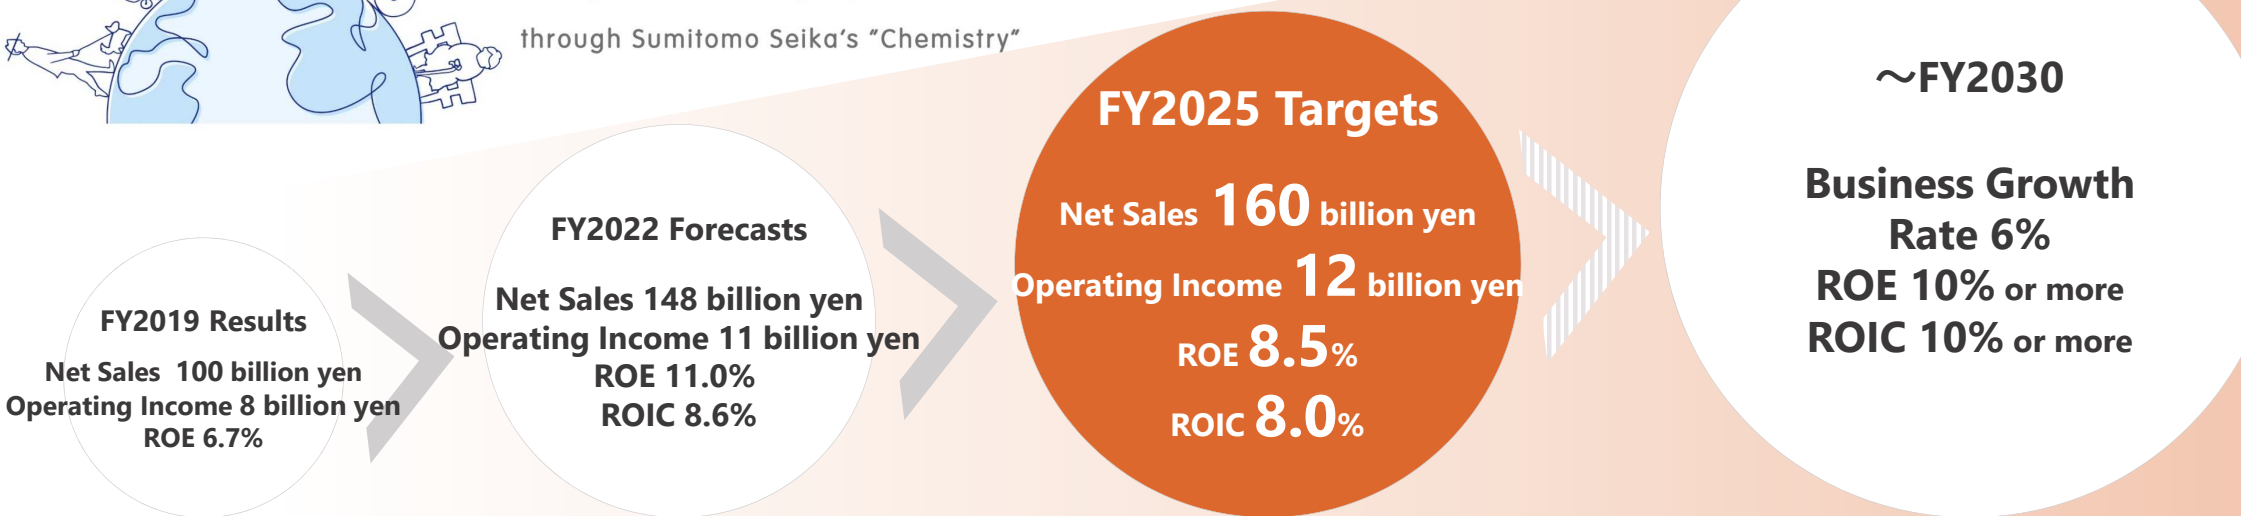 through Sumitomo Seika's "Chemistry"
FY2019 Results
Net Sales 100 billion yen
Operating Income 8 billion yen
ROE 6.7%
FY2022 Forecasts
Net Sales 148 billion yen
Operating Income 11 billion yen
ROE 11.0%
ROIC 8.6%
FY2025 Targets
Net Sales 160 billion yen
Operating Income 12 billion yen
ROE 8.5%
ROIC 8.0%
～FY2030
Business Growth
Rate 6%
ROE 10% or more
ROIC 10% or more